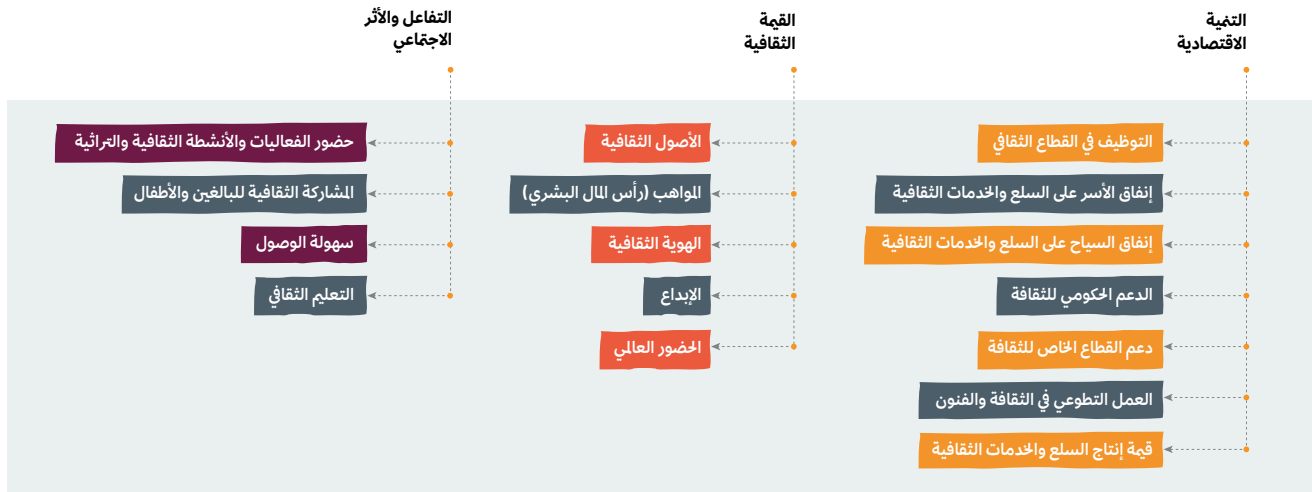 التنمية
الاقتصادية
التوظيف في القطاع الثقافي
إنفاق الأسر على السلع والخدمات الثقافية
إنفاق السياح على السلع والخدمات الثقافية
الدعم الحكومي للثقافة
دعم القطاع الخاص للثقافة
العمل التطوعي في الثقافة والفنون
قيمة إنتاج السلع والخدمات الثقافية
القيمة
الثقافية
الأصول الثقافية
المواهب (رأس المال البشري)
الهوية الثقافية
الإبداع
الحضور العالمي
التفاعل والأثر
الاجتماعي
حضور الفعاليات والأنشطة الثقافية والتراثية
المشاركة الثقافية للبالغين والأطفال
سهولة الوصول
التعليم الثقافي